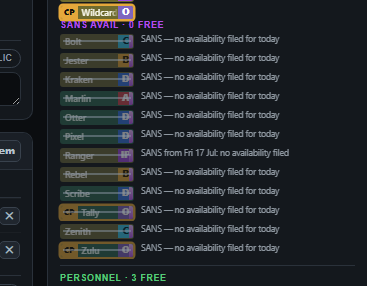 CP Wildcar
SANS AVAIL · 0 FREE
Bolt C SANS — no availability filed for today
Jester B SANS — no availability filed for today
Kraken D SANS — no availability filed for today
Marlin A SANS — no availability filed for today
Otter D SANS — no availability filed for today
Pixel D SANS — no availability filed for today
Ranger SANS from Fri 17 Jul: no availability filed
Rebel B SANS — no availability filed for today
Scribe D SANS — no availability filed for today
CP Tally SANS — no availability filed for today
Zenith C SANS — no availability filed for today
CP Zulu SANS — no availability filed for today
PERSONNEL · 3 FREE
LIC
em